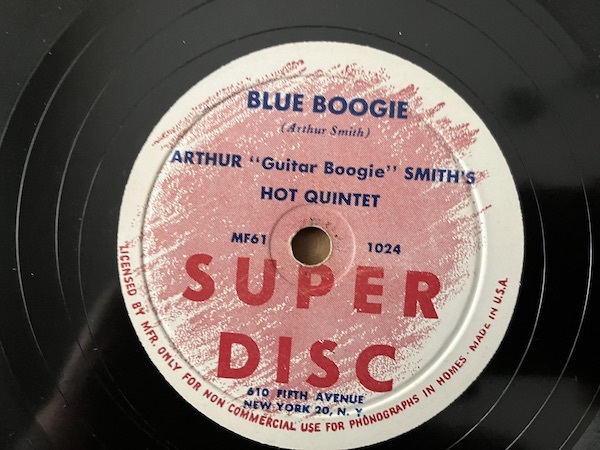 BLUE BOOGIE
(Arthur Smith)
ARTHUR "Guitar Boogie" SMITH'S
HOT QUINTET
MF61 1024
SUPER
DISC
610 FIFTH AVENUE
NEW YORK 20, N. Y
LICENSED BY MFR. ONLY FOR NON COMMERCIAL USE FOR PHONOGRAPHS IN HOMES · MADE IN U.S.A.